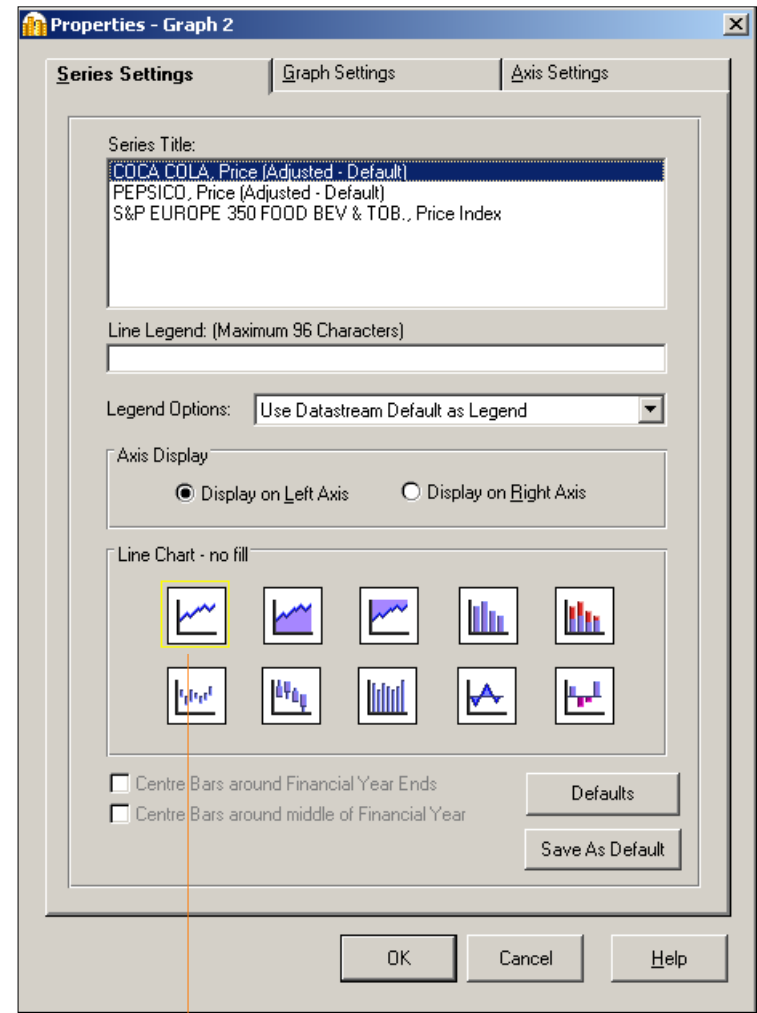 Properties - Graph 2
Series Settings
Graph Settings
Axis Settings
Series Title:
COCA COLA, Price (Adjusted - Default)
PEPSICO, Price (Adjusted - Default)
S&P EUROPE 350 FOOD BEV & TOB., Price Index
Line Legend: (Maximum 96 Characters)
Legend Options:
Use Datastream Default as Legend
Axis Display
Display on Left Axis
Display on Right Axis
Line Chart - no fill
Centre Bars around Financial Year Ends
Centre Bars around middle of Financial Year
Defaults
Save As Default
OK
Cancel
Help